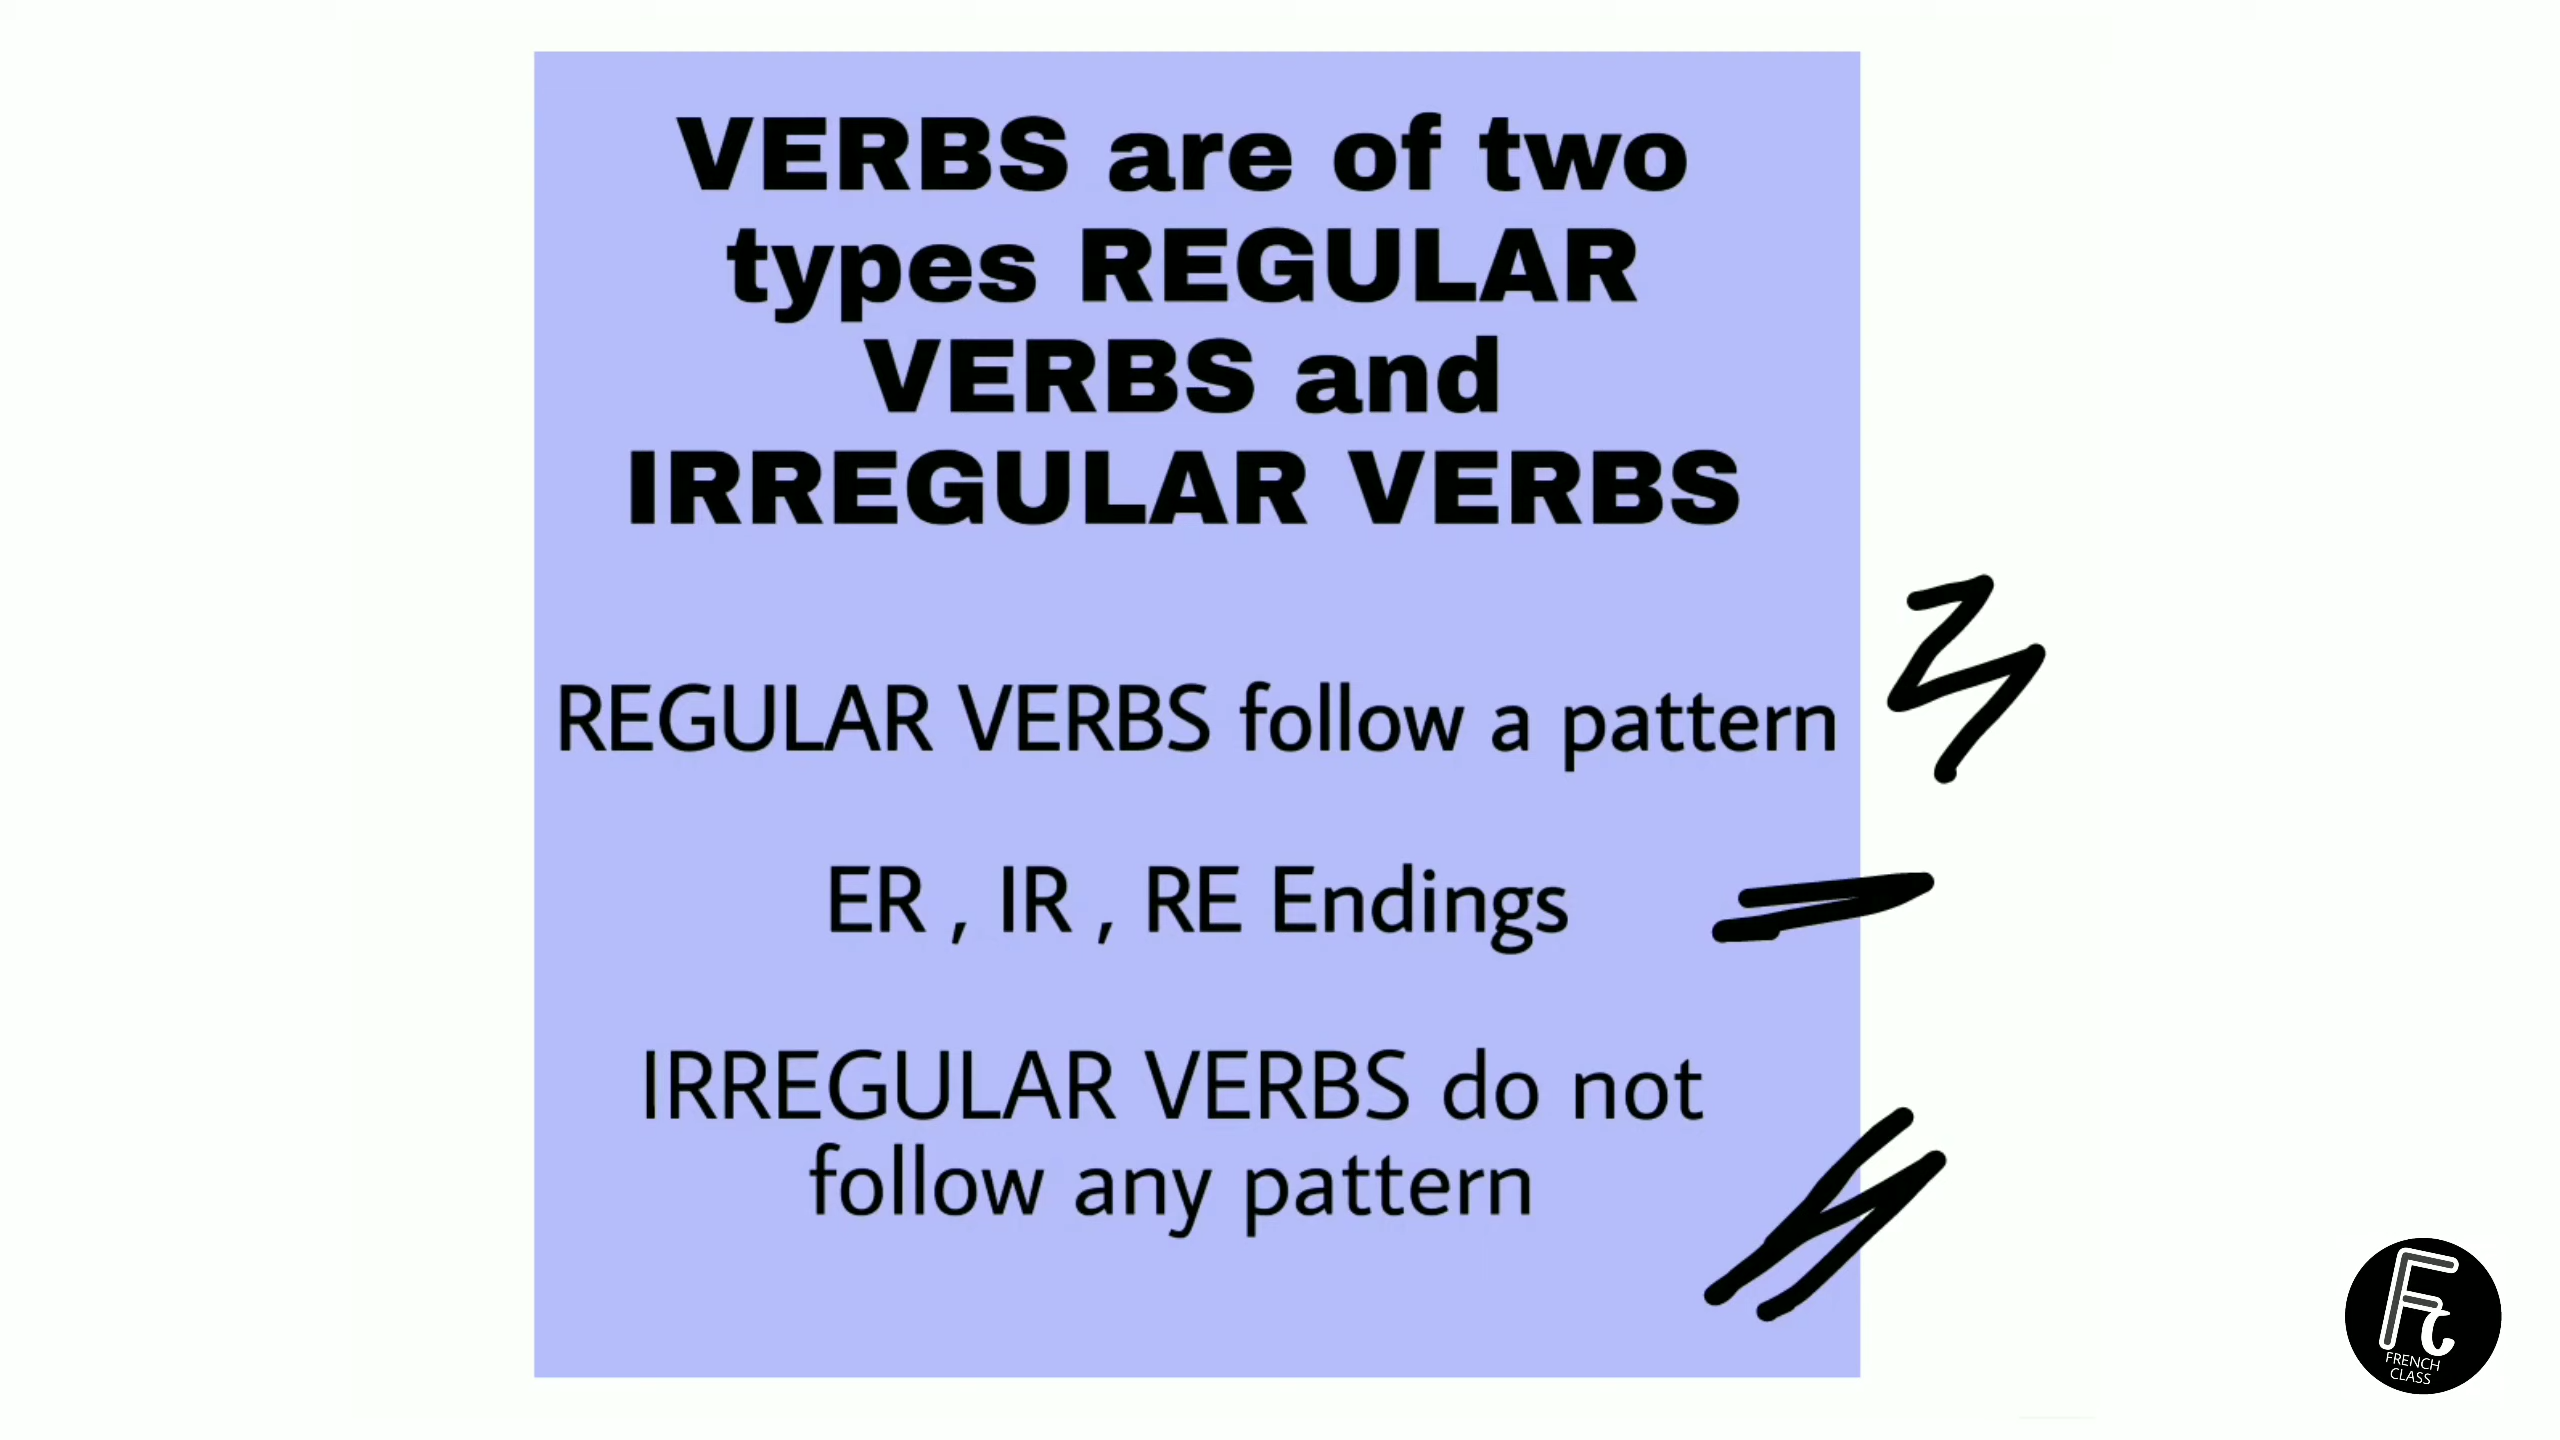 VERBS are of two
types REGULAR
VERBS and
IRREGULAR VERBS
REGULAR VERBS follow a pattern
ER , IR , RE Endings
IRREGULAR VERBS do not
follow any pattern
Fc
FRENCH
CLASS